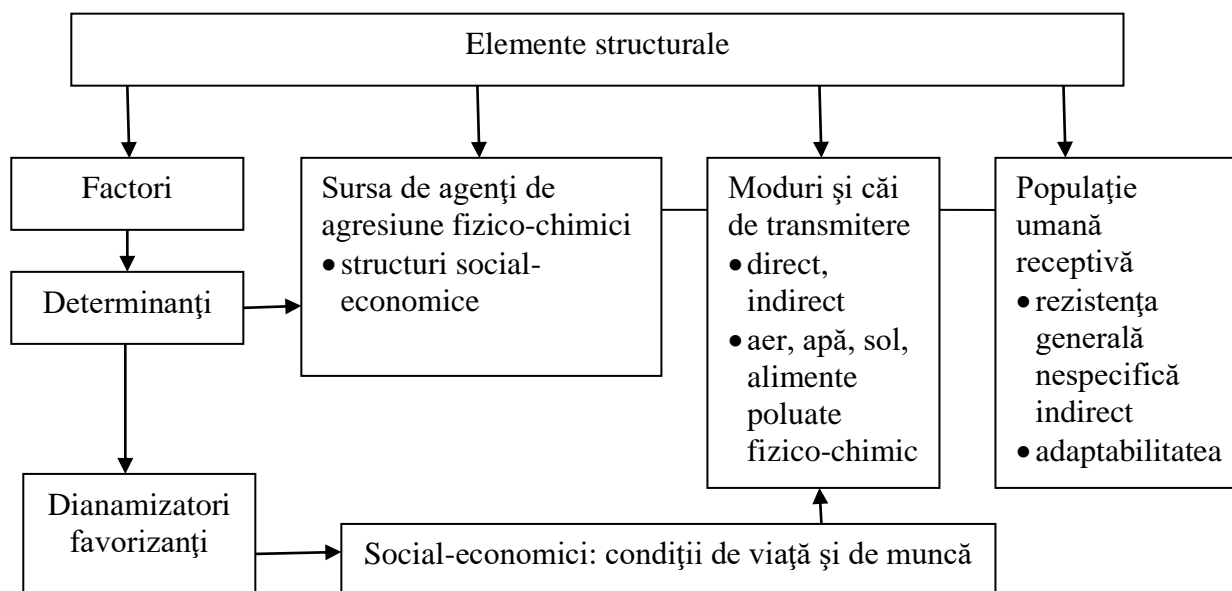 Elemente structurale
Factori
Determinanţi
Dianamizatori
favorizanţi
Sursa de agenţi de
agresiune fizico-chimici
• structuri social-
economice
Moduri şi căi
de transmitere
• direct,
indirect
• aer, apă, sol,
alimente
poluate
fizico-chimic
Populaţie
umană
receptivă
• rezistenţa
generală
nespecifică
indirect
• adaptabilitatea
Social-economici: condiţii de viaţă şi de muncă